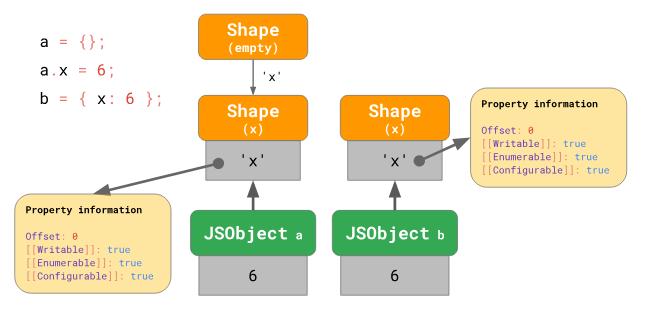 a = {};
a.x = 6;
b = { x: 6 };
Shape
(empty)
'x'
Shape
(x)
'x'
Shape
(x)
'x'
Property information
Offset: 0
[[Writable]]: true
[[Enumerable]]: true
[[Configurable]]: true
Property information
Offset: 0
[[Writable]]: true
[[Enumerable]]: true
[[Configurable]]: true
JSObject a
6
JSObject b
6